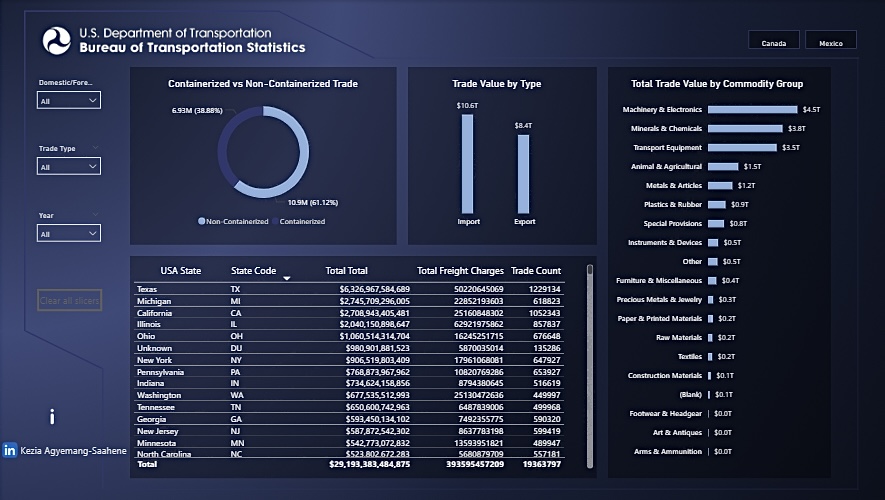 U.S. Department of Transportation
Bureau of Transportation Statistics
Canada
Mexico
Domestic/Fore...
All
Trade Type
All
Year
All
Clear all slicers
Kezia Agyemang-Saahene
Containerized vs Non-Containerized Trade
6.93M (38.88%)
10.9M (61.12%)
Non-Containerized Containerized
Trade Value by Type
$10.6T
$8.4T
Import Export
Total Trade Value by Commodity Group
Machinery & Electronics $4.5T
Minerals & Chemicals $3.8T
Transport Equipment $3.5T
Animal & Agricultural $1.5T
Metals & Articles $1.2T
Plastics & Rubber $0.9T
Special Provisions $0.8T
Instruments & Devices $0.5T
Other $0.5T
Furniture & Miscellaneous $0.4T
Precious Metals & Jewelry $0.3T
Paper & Printed Materials $0.2T
Raw Materials $0.2T
Textiles $0.2T
Construction Materials $0.1T
(Blank) $0.1T
Footwear & Headgear $0.0T
Art & Antiques $0.0T
Arms & Ammunition $0.0T
USA State State Code Total Total Total Freight Charges Trade Count
Texas TX $6,326,967,584,689 50220645069 1229134
Michigan MI $2,745,709,296,005 22852193603 618823
California CA $2,708,943,405,481 25160848302 1052343
Illinois IL $2,040,150,898,647 62921975862 857837
Ohio OH $1,060,514,314,704 16245251715 676648
Unknown DU $980,901,881,523 5870035014 135286
New York NY $906,519,803,409 17961068081 647927
Pennsylvania PA $768,873,967,962 10820769286 653927
Indiana IN $734,624,158,856 8794380645 516619
Washington WA $677,535,512,993 25130472636 449997
Tennessee TN $650,600,742,963 6487839006 499968
Georgia GA $593,450,134,102 7492355775 590320
New Jersey NJ $587,872,542,302 8637783198 599419
Minnesota MN $542,773,072,832 13593951821 489947
North Carolina NC $523,802,672,283 5680879709 557181
Total $29,193,383,484,875 393595457209 19363797